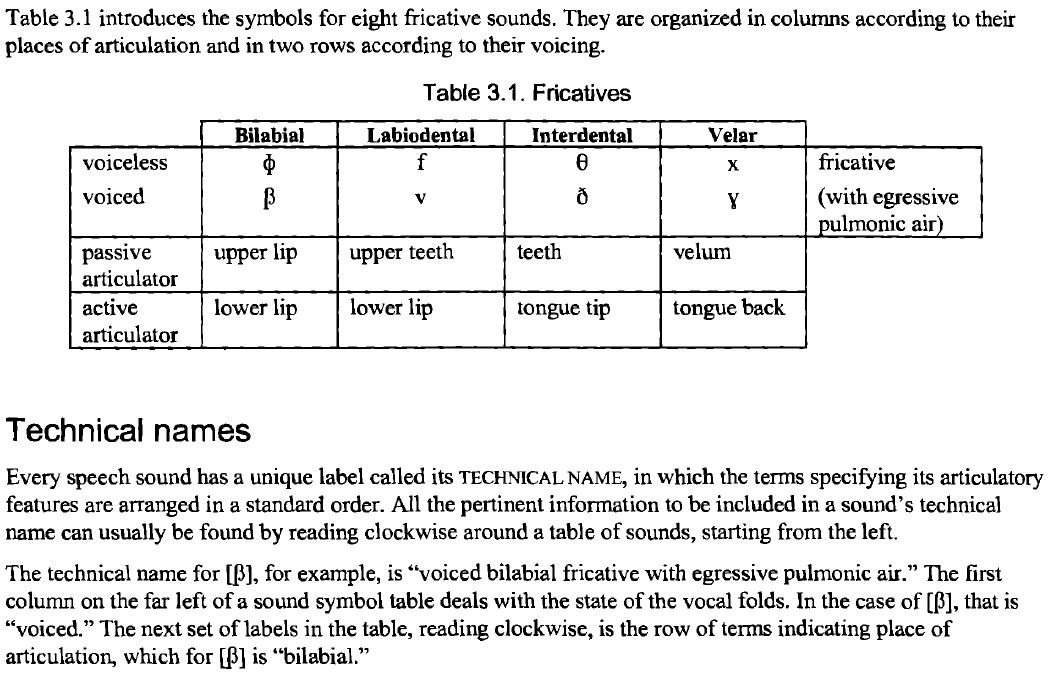 Table 3.1 introduces the symbols for eight fricative sounds. They are organized in columns according to their
places of articulation and in two rows according to their voicing.
Table 3.1. Fricatives
Bilabial Labiodental Interdental Velar
voiceless ɸ f θ x fricative
voiced β v ð ɣ (with egressive
pulmonic air)
passive upper lip upper teeth teeth velum
articulator
active lower lip lower lip tongue tip tongue back
articulator
Technical names
Every speech sound has a unique label called its TECHNICAL NAME, in which the terms specifying its articulatory
features are arranged in a standard order. All the pertinent information to be included in a sound's technical
name can usually be found by reading clockwise around a table of sounds, starting from the left.
The technical name for [β], for example, is “voiced bilabial fricative with egressive pulmonic air.” The first
column on the far left of a sound symbol table deals with the state of the vocal folds. In the case of [β], that is
“voiced.” The next set of labels in the table, reading clockwise, is the row of terms indicating place of
articulation, which for [β] is “bilabial.”